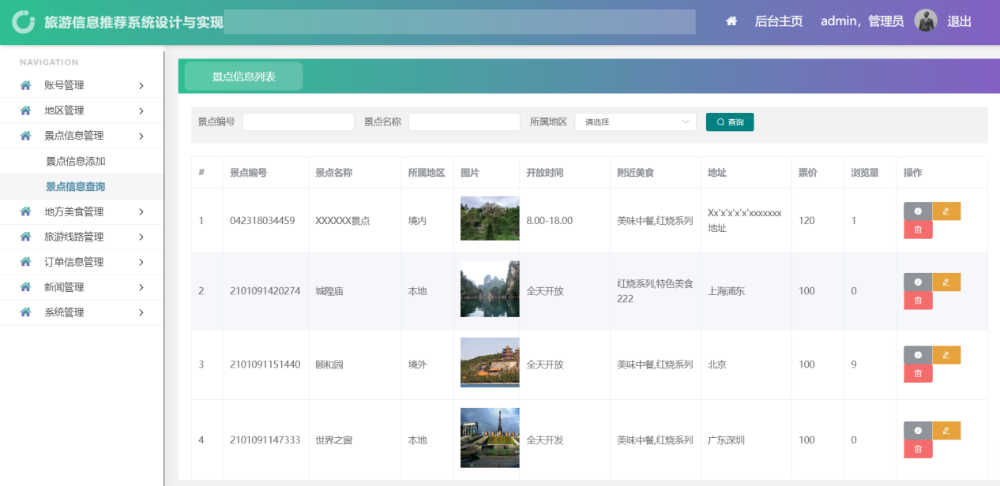 旅游信息推荐系统设计与实现
后台主页 admin，管理员 退出
NAVIGATION
账号管理
地区管理
景点信息管理
景点信息添加
景点信息查询
地方美食管理
旅游线路管理
订单信息管理
新闻管理
系统管理
景点信息列表
景点编号 景点名称 所属地区 请选择 查询
# 景点编号 景点名称 所属地区 图片 开放时间 附近美食 地址 票价 浏览量 操作
1 042318034459 XXXXXX景点 境内 8.00-18.00 美味中餐,红烧系列 Xx'x'x'x'x'xxxxxxx
地址 120 1
2 2101091420274 城隍庙 本地 全天开放 红烧系列,特色美食
222 上海浦东 100 0
3 2101091151440 颐和园 境外 全天开放 美味中餐,红烧系列 北京 100 9
4 2101091147333 世界之窗 本地 全天开发 美味中餐,红烧系列 广东深圳 100 0